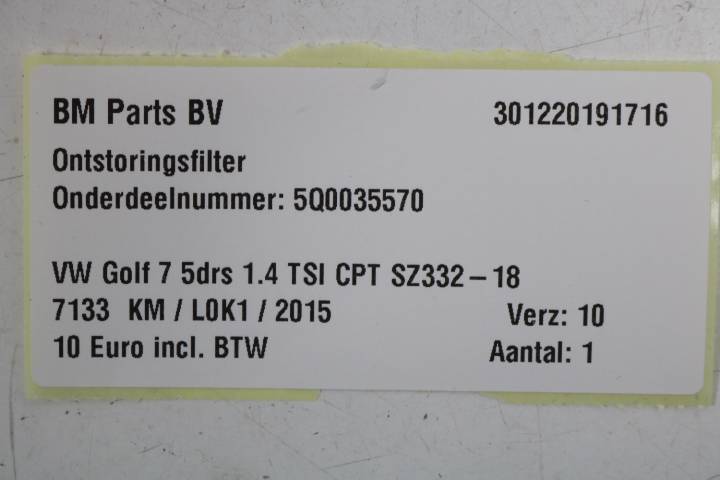 BM Parts BV 301220191716
Ontstoringsfilter
Onderdeelnummer: 5Q0035570
VW Golf 7 5drs 1.4 TSI CPT SZ332-18
7133 KM / L0K1 / 2015 Verz: 10
10 Euro incl. BTW Aantal: 1